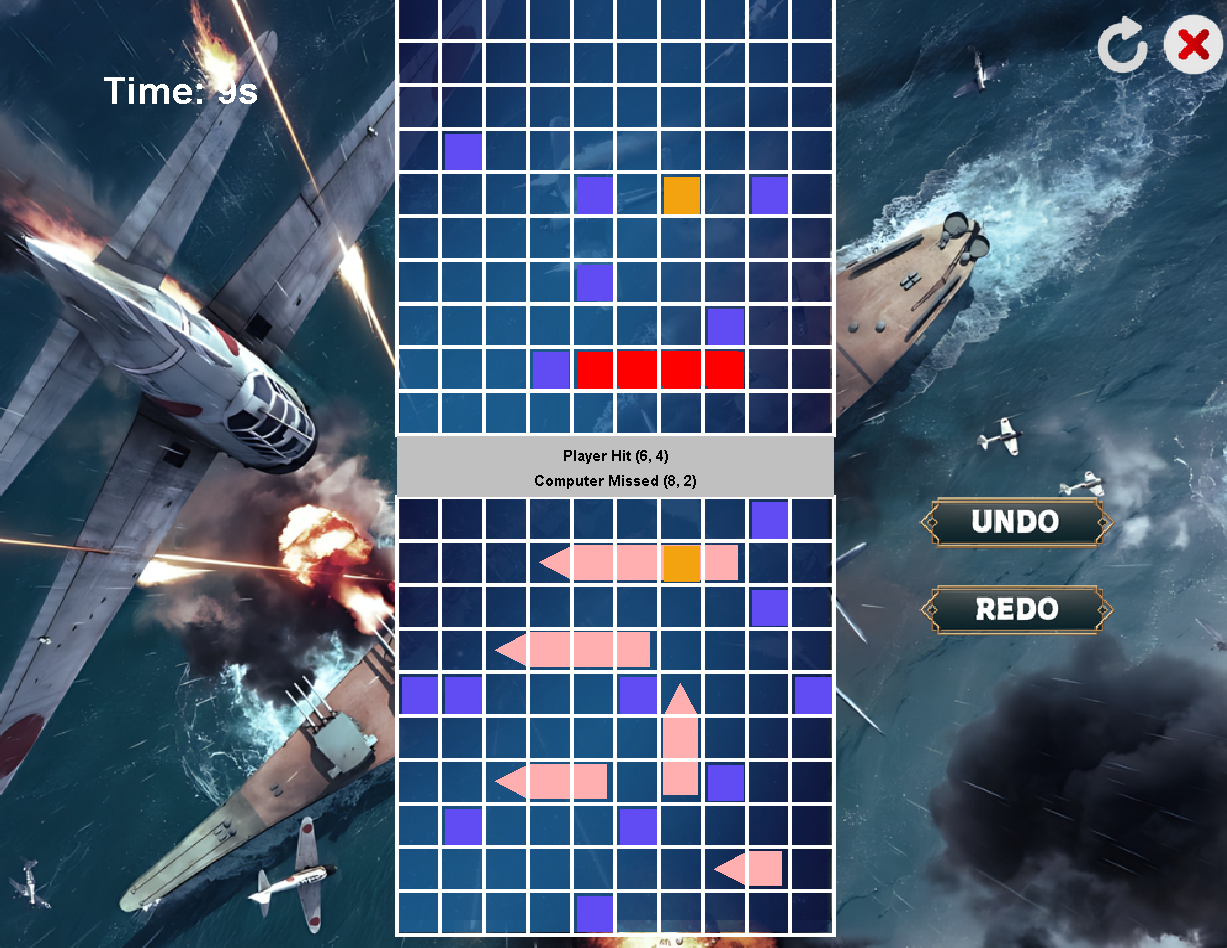 Time: 9s
Player Hit (6, 4)
Computer Missed (8, 2)
UNDO
REDO